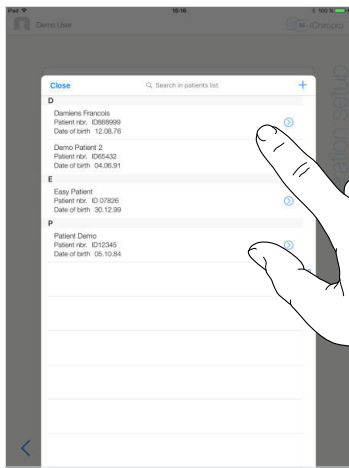 iPad 15:16 100 %
Demo User iChiropro
Close Search in patients list +
D
Damiens Francois
Patient nbr. ID888999
Date of birth 12.08.76
Demo Patient 2
Patient nbr. ID65432
Date of birth 04.06.91
E
Easy Patient
Patient nbr. ID 07826
Date of birth 30.12.99
P
Patient Demo
Patient nbr. ID12345
Date of birth 05.10.84
setup